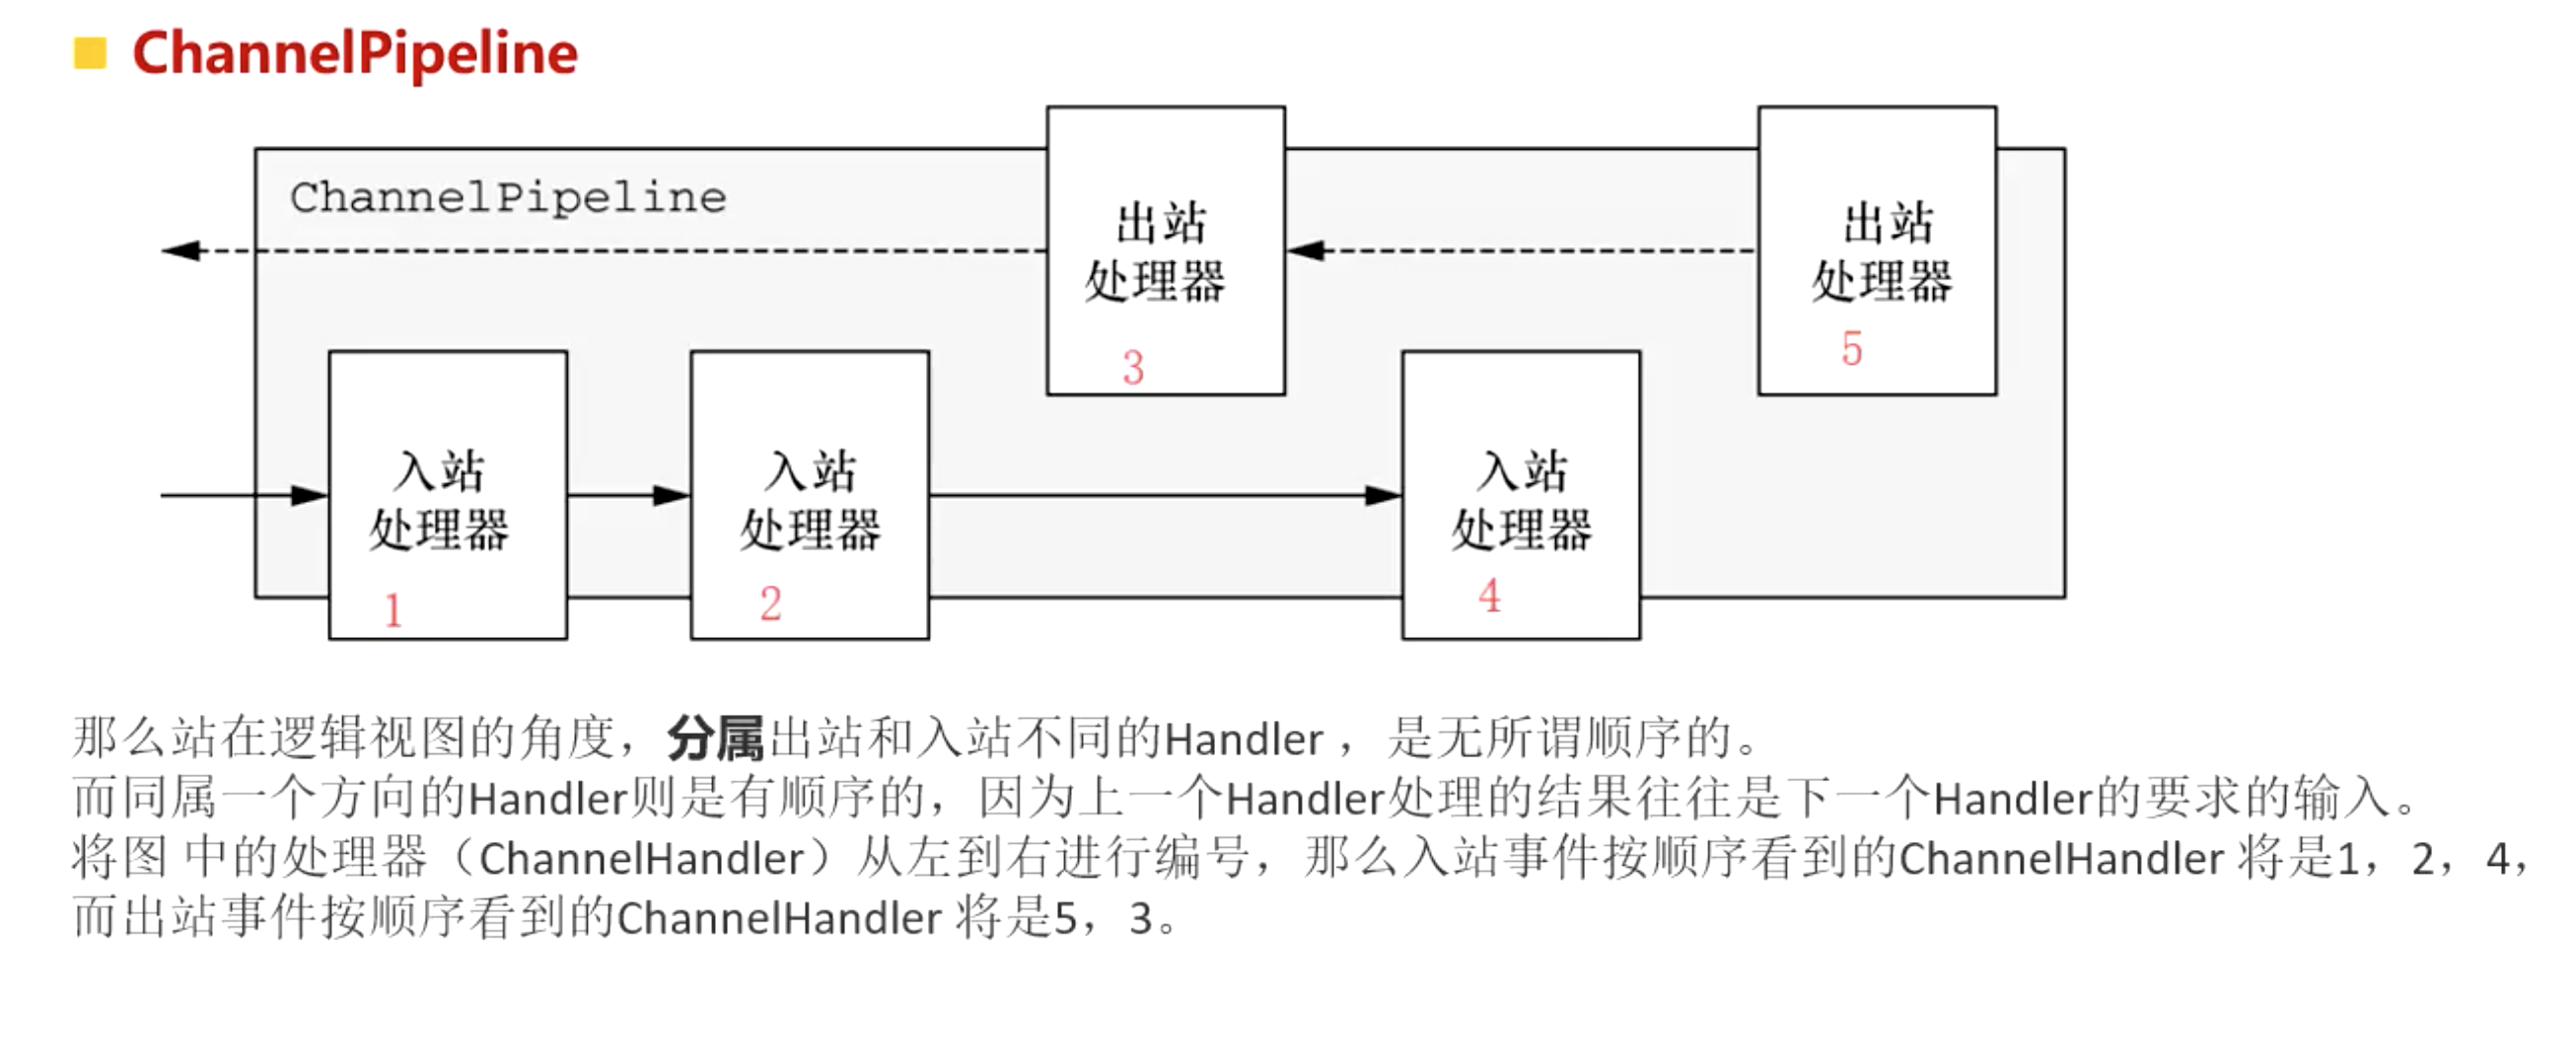 ChannelPipeline
ChannelPipeline
出站
处理器
3
出站
处理器
5
入站
处理器
1
入站
处理器
2
入站
处理器
4
那么站在逻辑视图的角度，分属出站和入站不同的Handler ，是无所谓顺序的。
而同属一个方向的Handler则是有顺序的，因为上一个Handler处理的结果往往是下一个Handler的要求的输入。
将图 中的处理器（ChannelHandler）从左到右进行编号，那么入站事件按顺序看到的ChannelHandler 将是1，2，4，
而出站事件按顺序看到的ChannelHandler 将是5，3。